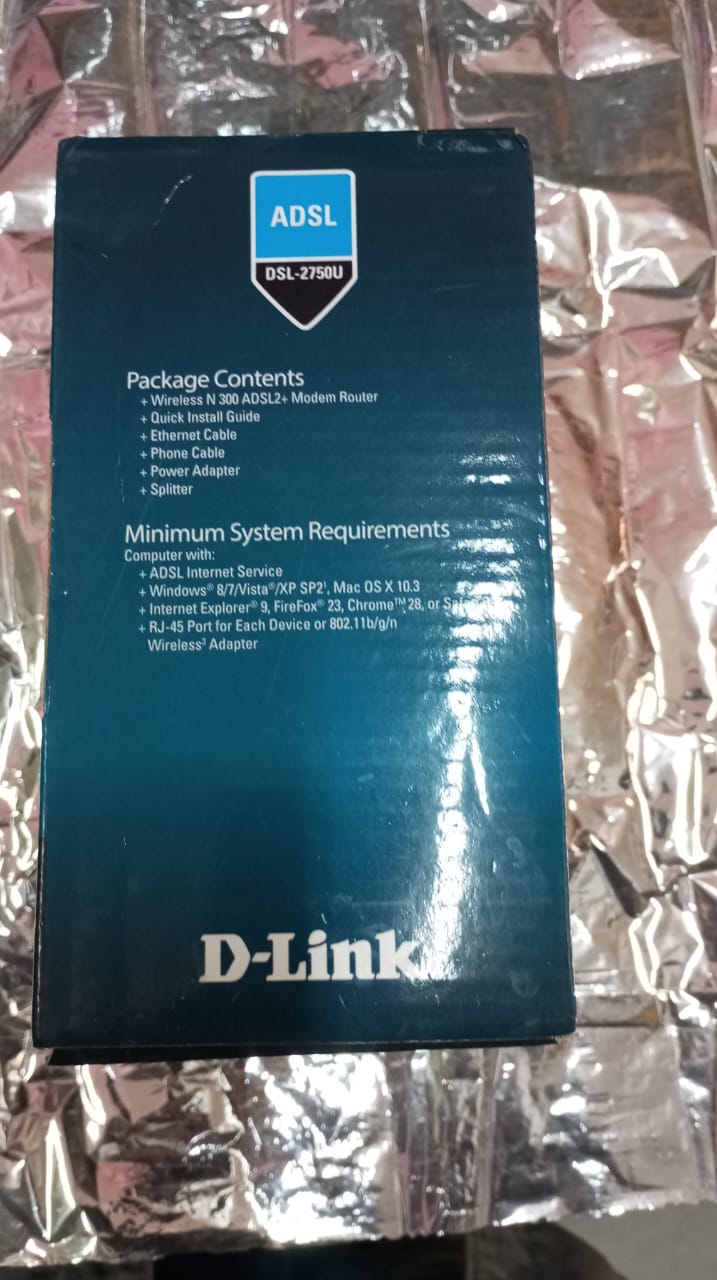 ADSL
DSL-2750U
Package Contents
+ Wireless N 300 ADSL2+ Modem Router
+ Quick Install Guide
+ Ethernet Cable
+ Phone Cable
+ Power Adapter
+ Splitter
Minimum System Requirements
Computer with:
+ ADSL Internet Service
+ Windows® 8/7/Vista®/XP SP2¹, Mac OS X 10.3
+ Internet Explorer® 9, FireFox® 23, Chrome™ 28, or
+ RJ-45 Port for Each Device or 802.11b/g/n
Wireless³ Adapter
D-Link